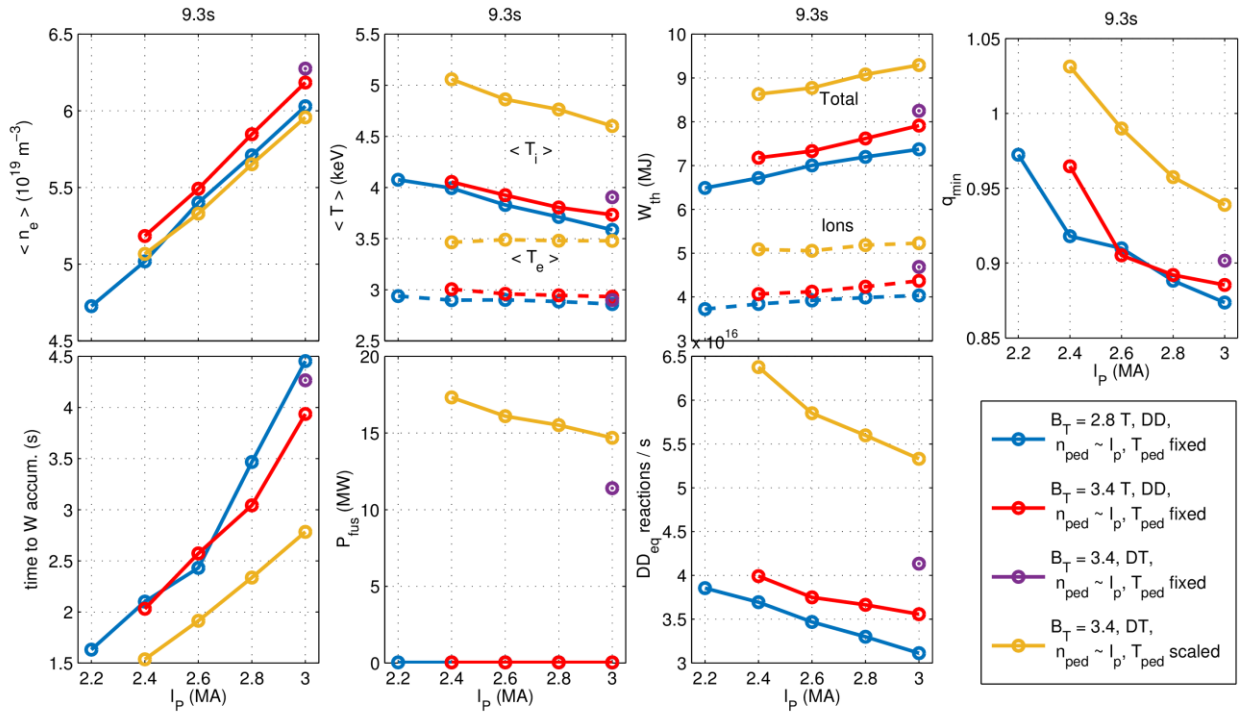 9.3s
9.3s
9.3s
9.3s
< n_e > (10^19 m^−3)
6.5
6
5.5
5
4.5
< T > (keV)
5.5
5
4.5
4
3.5
3
2.5
< T_i >
< T_e >
W_th (MJ)
10
9
8
7
6
5
4
3
Total
Ions
q_min
1.05
1
0.95
0.9
0.85
2.2 2.4 2.6 2.8 3
I_P (MA)
time to W accum. (s)
4.5
4
3.5
3
2.5
2
1.5
2.2 2.4 2.6 2.8 3
I_P (MA)
P_fus (MW)
20
15
10
5
0
2.2 2.4 2.6 2.8 3
I_P (MA)
DD_eq reactions / s
x 10^16
6.5
6
5.5
5
4.5
4
3.5
3
2.2 2.4 2.6 2.8 3
I_P (MA)
B_T = 2.8 T, DD,
n_ped ~ I_p, T_ped fixed
B_T = 3.4 T, DD,
n_ped ~ I_p, T_ped fixed
B_T = 3.4, DT,
n_ped ~ I_p, T_ped fixed
B_T = 3.4, DT,
n_ped ~ I_p, T_ped scaled